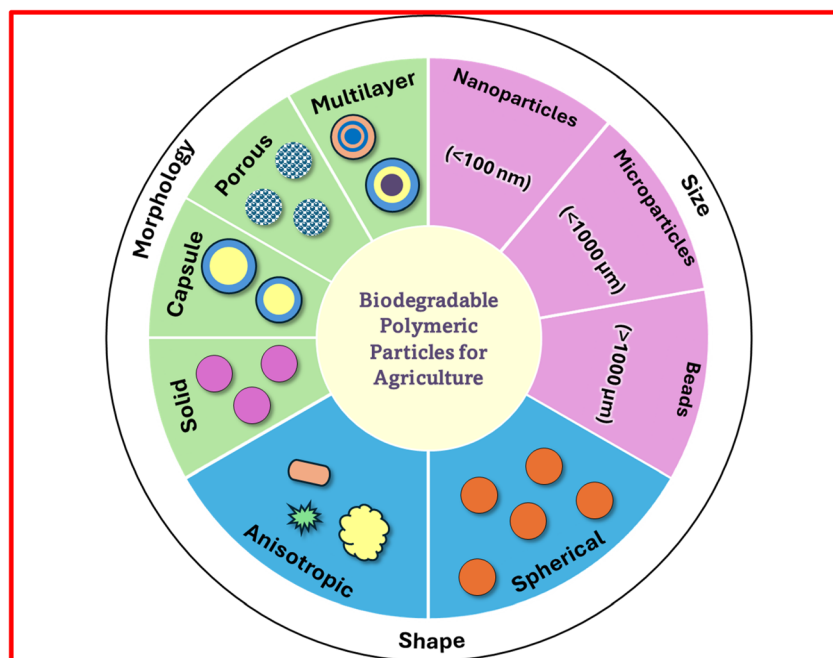 Biodegradable
Polymeric
Particles for
Agriculture
Morphology
Multilayer
Porous
Capsule
Solid
Size
Nanoparticles
(<100 nm)
Microparticles
(<1000 μm)
Beads
(>1000 μm)
Shape
Anisotropic
Spherical